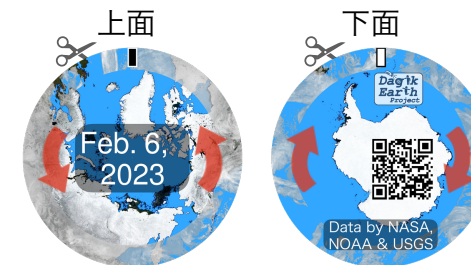 上面
下面
Feb. 6,
2023
Dagik
Earth
Project
Data by NASA,
NOAA & USGS